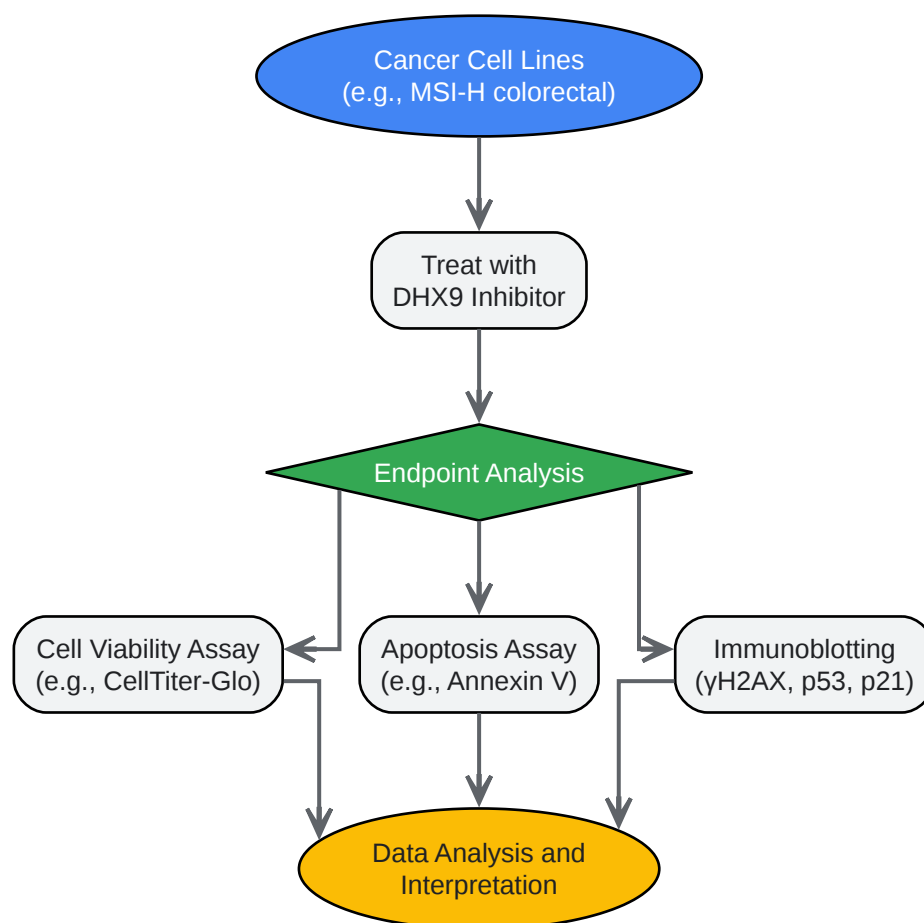 Cancer Cell Lines
(e.g., MSI-H colorectal)
Treat with
DHX9 Inhibitor
Endpoint Analysis
Cell Viability Assay
(e.g., CellTiter-Glo)
Apoptosis Assay
(e.g., Annexin V)
Immunoblotting
(γH2AX, p53, p21)
Data Analysis and
Interpretation